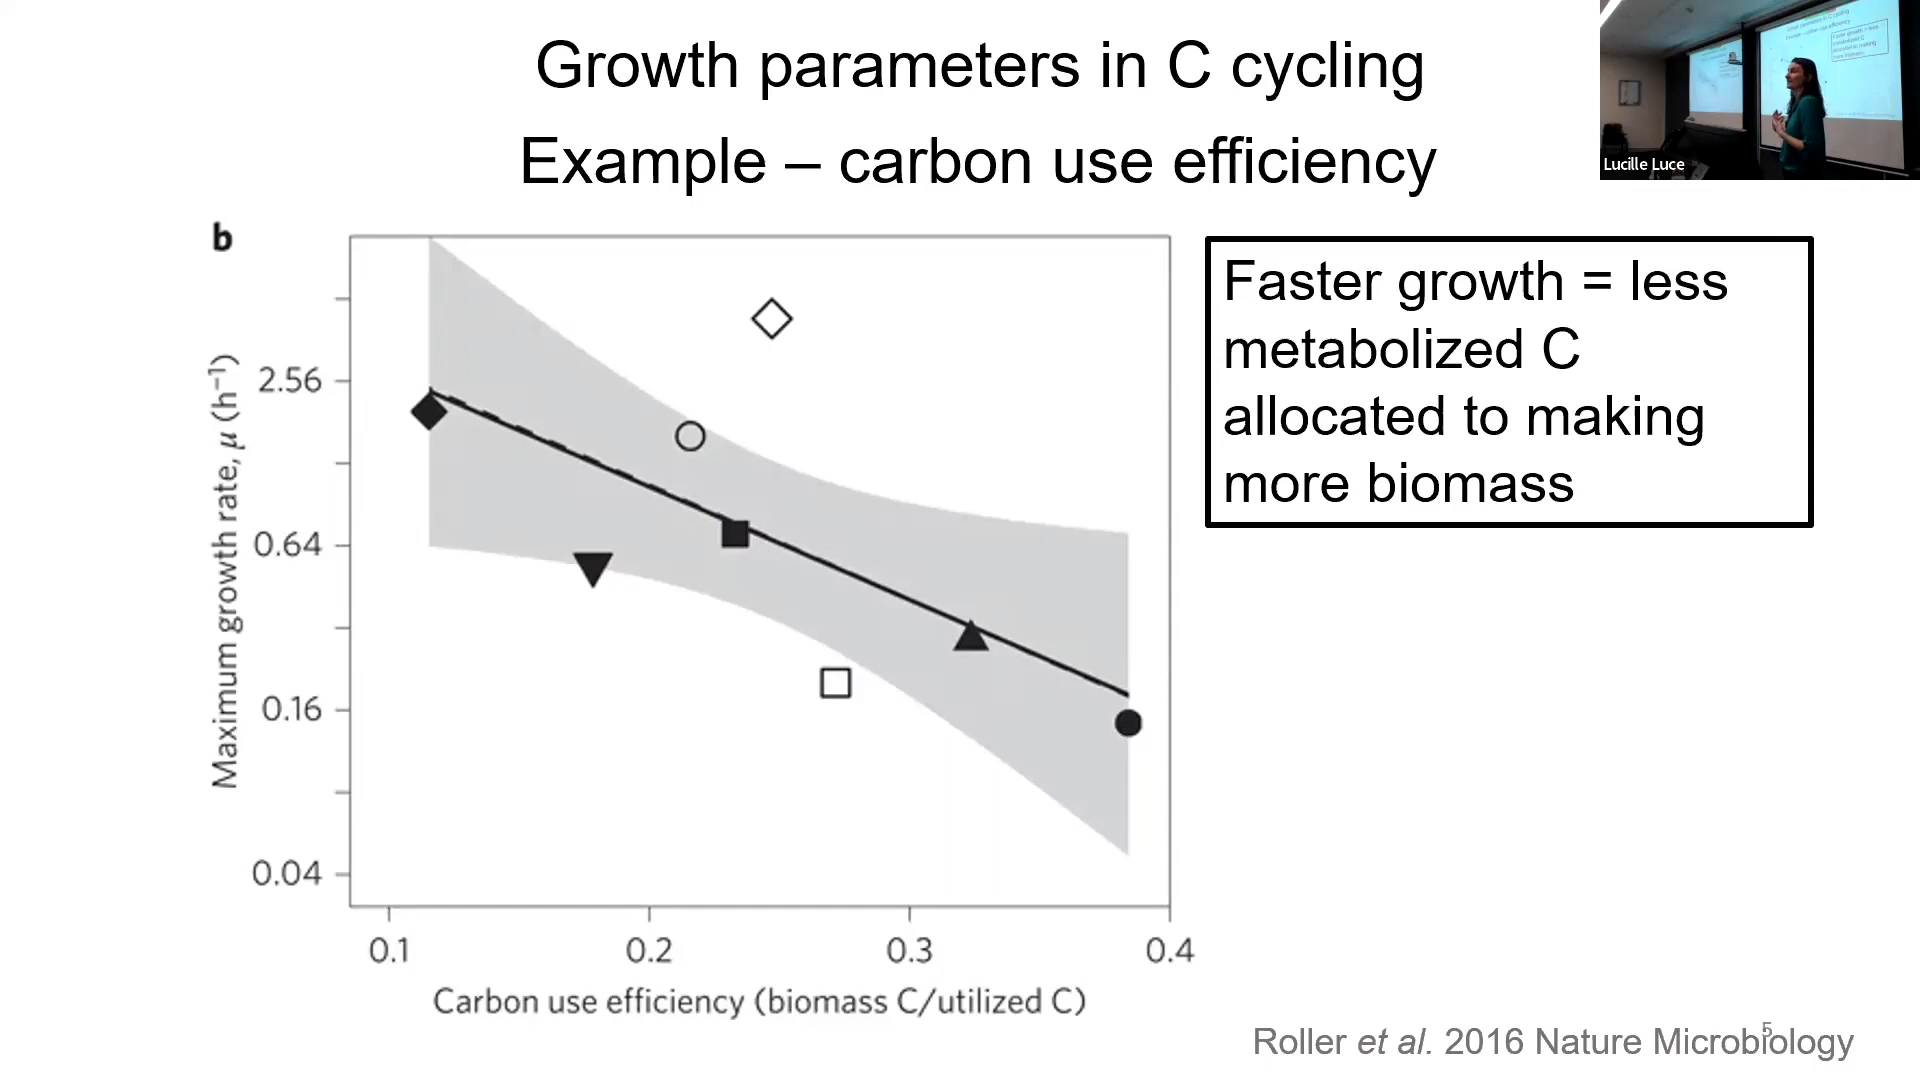 Growth parameters in C cycling
Example – carbon use efficiency
Lucille Luce
b
Faster growth = less
metabolized C
allocated to making
more biomass
Maximum growth rate, μ (h⁻¹)
2.56
0.64
0.16
0.04
0.1 0.2 0.3 0.4
Carbon use efficiency (biomass C/utilized C)
5
Roller et al. 2016 Nature Microbiology